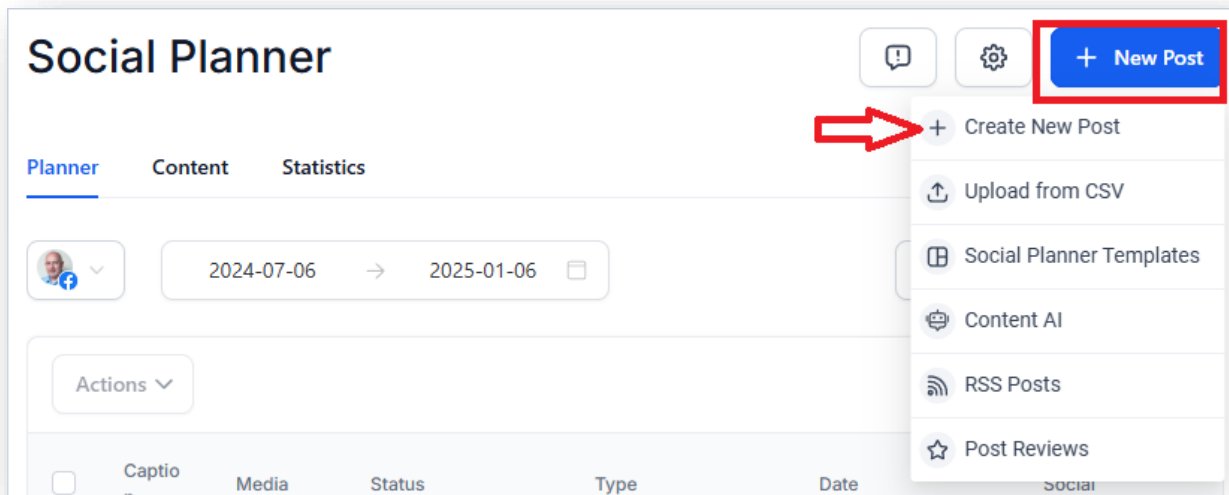 Social Planner
+ New Post
Create New Post
Planner Content Statistics
Upload from CSV
Social Planner Templates
2024-07-06 → 2025-01-06
Content AI
Actions
RSS Posts
Post Reviews
Captio
Media Status Type Date Social